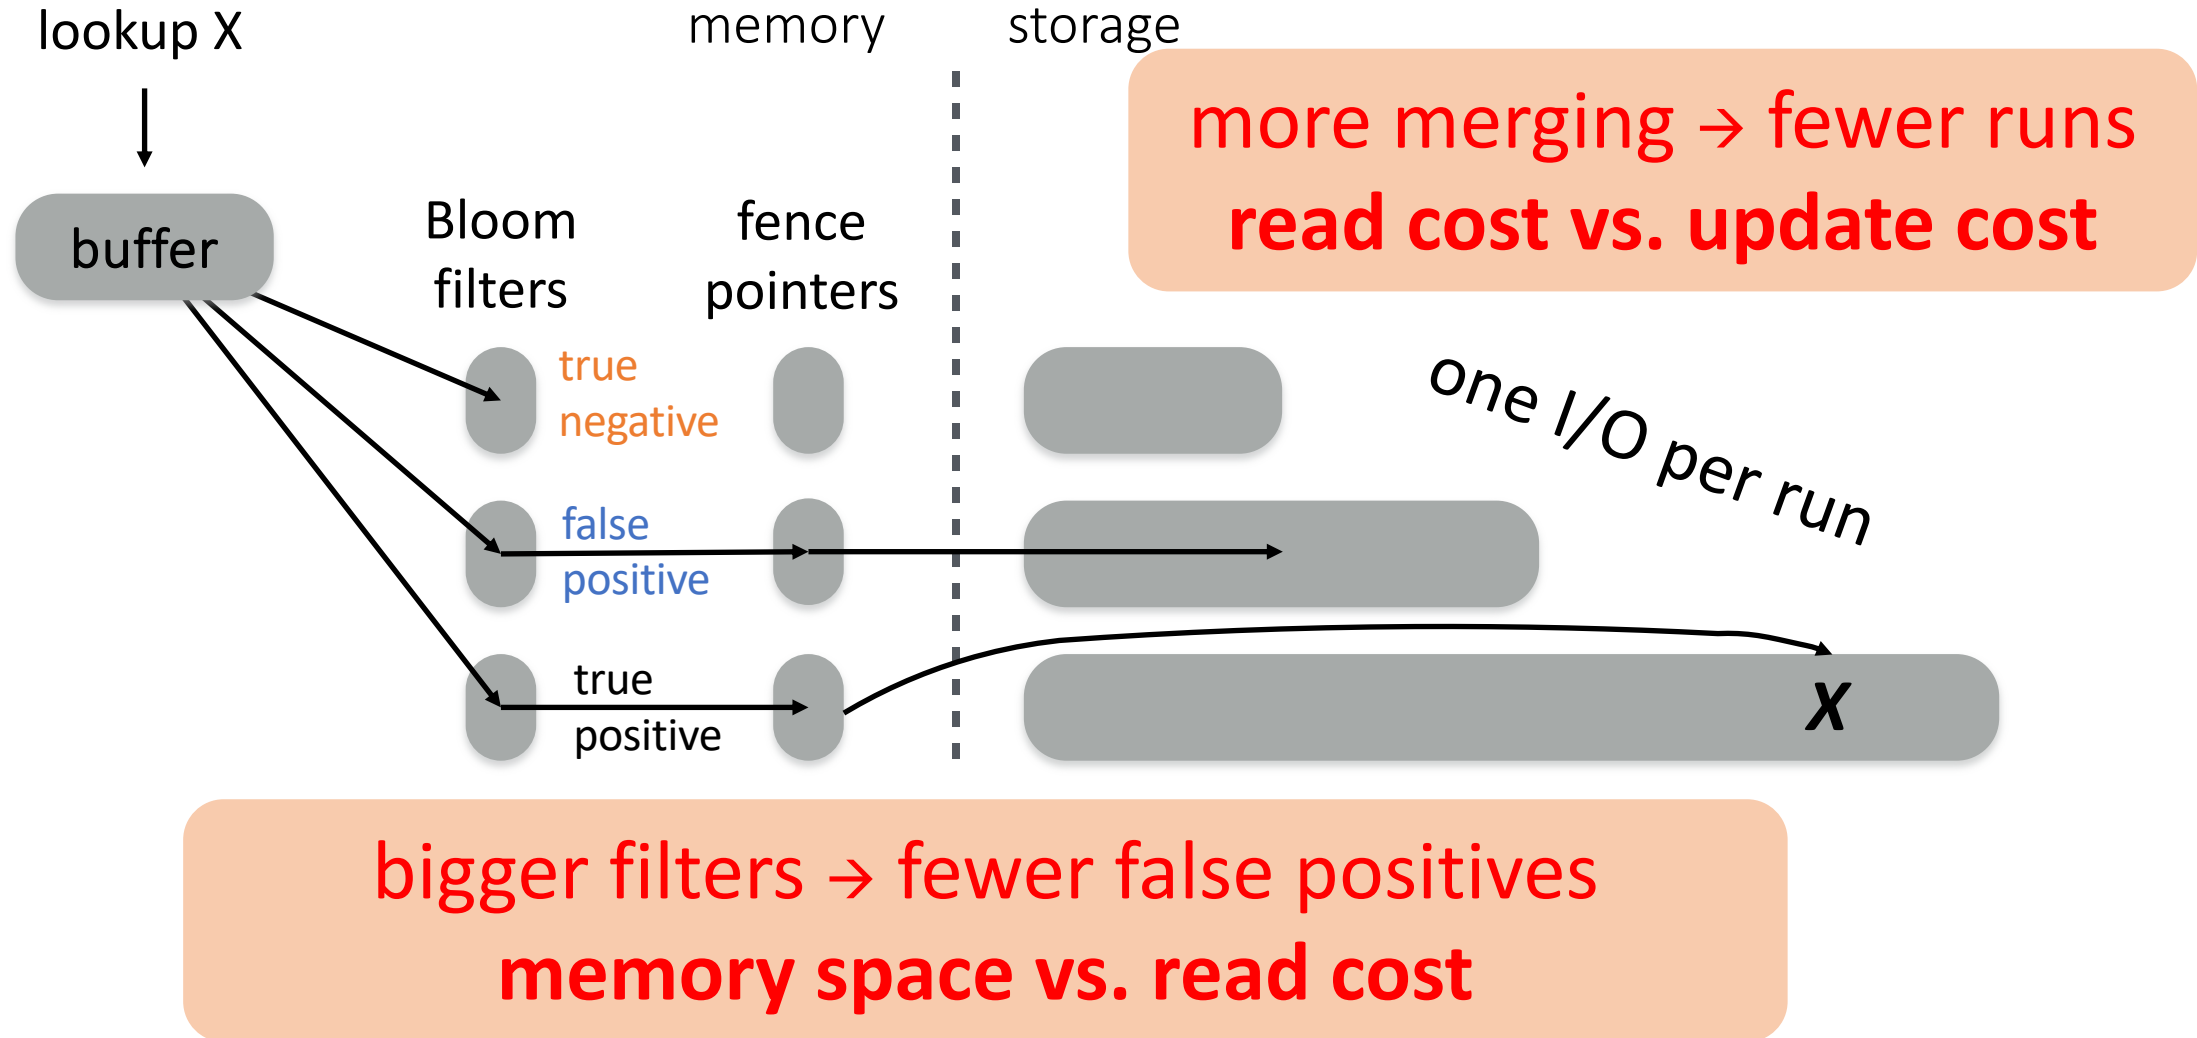 lookup X
memory
storage
more merging → fewer runs
read cost vs. update cost
buffer
Bloom
filters
fence
pointers
true
negative
one I/O per run
false
positive
true
positive
X
bigger filters → fewer false positives
memory space vs. read cost